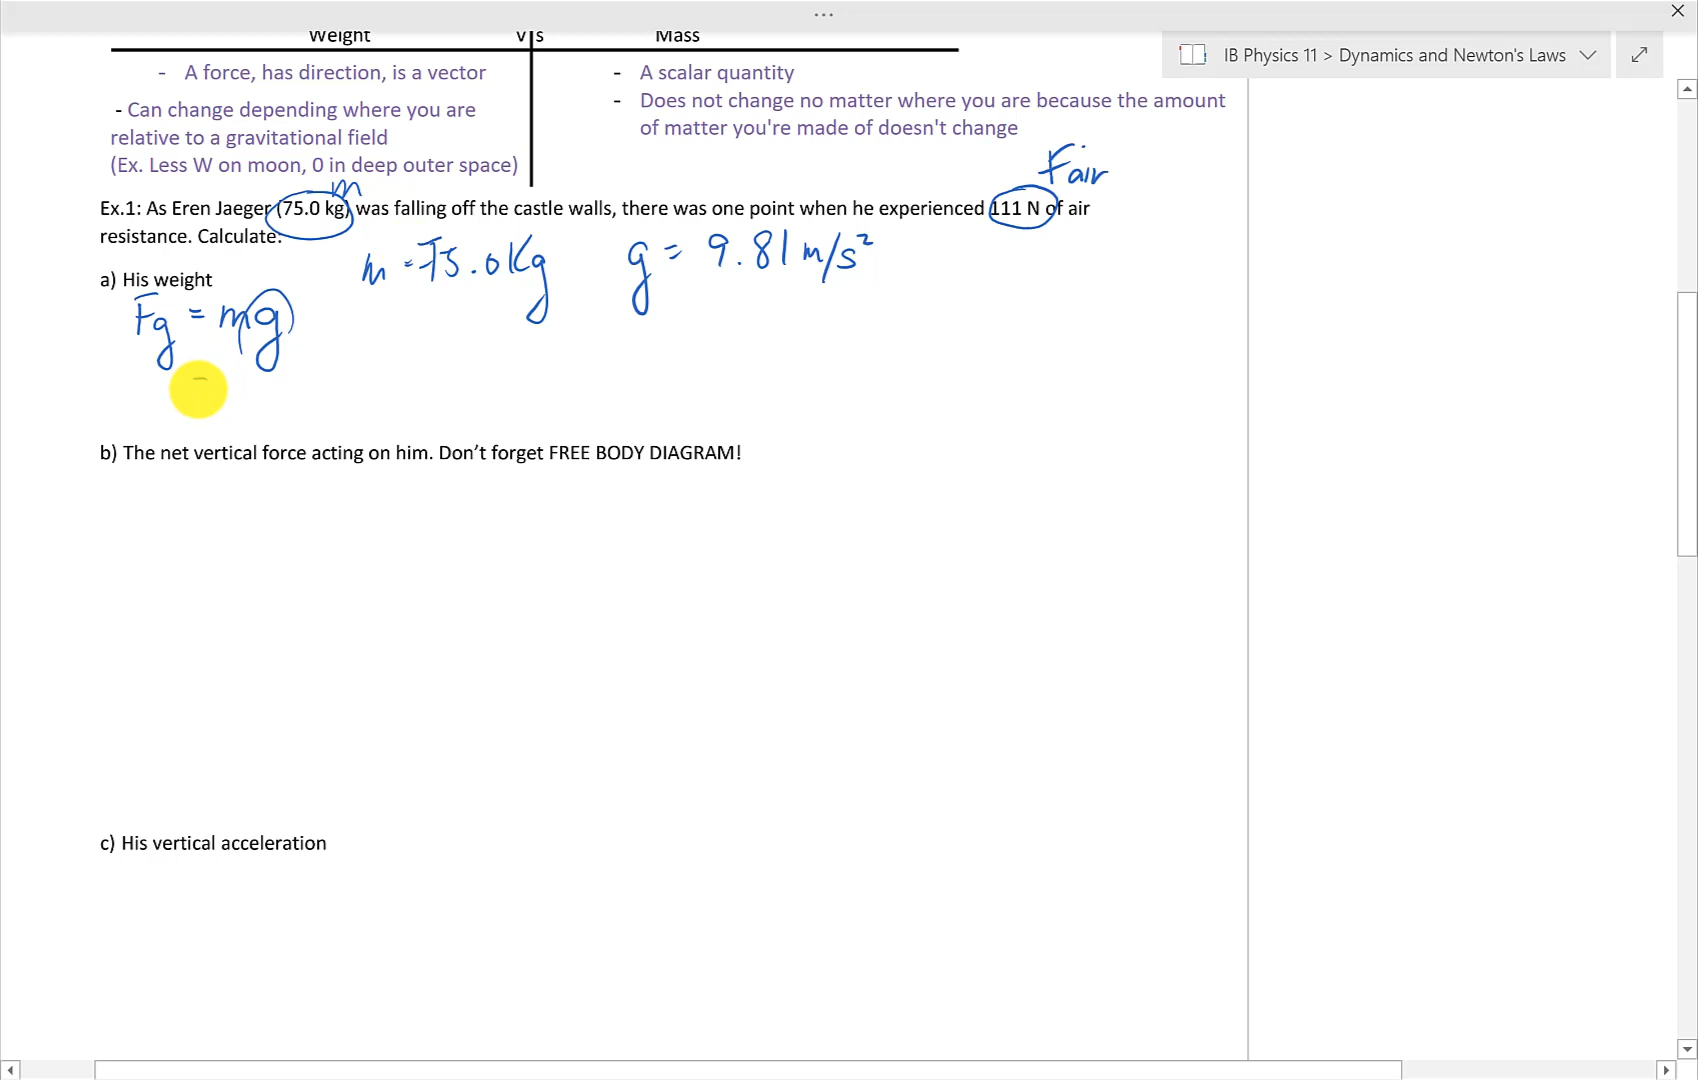 IB Physics 11 > Dynamics and Newton's Laws
Weight Vs Mass
- A force, has direction, is a vector
- Can change depending where you are
relative to a gravitational field
(Ex. Less W on moon, 0 in deep outer space)
- A scalar quantity
- Does not change no matter where you are because the amount
of matter you're made of doesn't change
Fair
m
Ex.1: As Eren Jaeger (75.0 kg) was falling off the castle walls, there was one point when he experienced 111 N of air
resistance. Calculate:
m = 75.0 Kg g = 9.81 m/s²
a) His weight
Fg = mg
b) The net vertical force acting on him. Don’t forget FREE BODY DIAGRAM!
c) His vertical acceleration